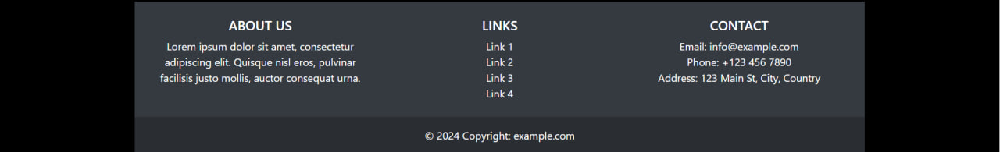 ABOUT US
Lorem ipsum dolor sit amet, consectetur
adipiscing elit. Quisque nisl eros, pulvinar
facilisis justo mollis, auctor consequat urna.
LINKS
Link 1
Link 2
Link 3
Link 4
CONTACT
Email: info@example.com
Phone: +123 456 7890
Address: 123 Main St, City, Country
© 2024 Copyright: example.com